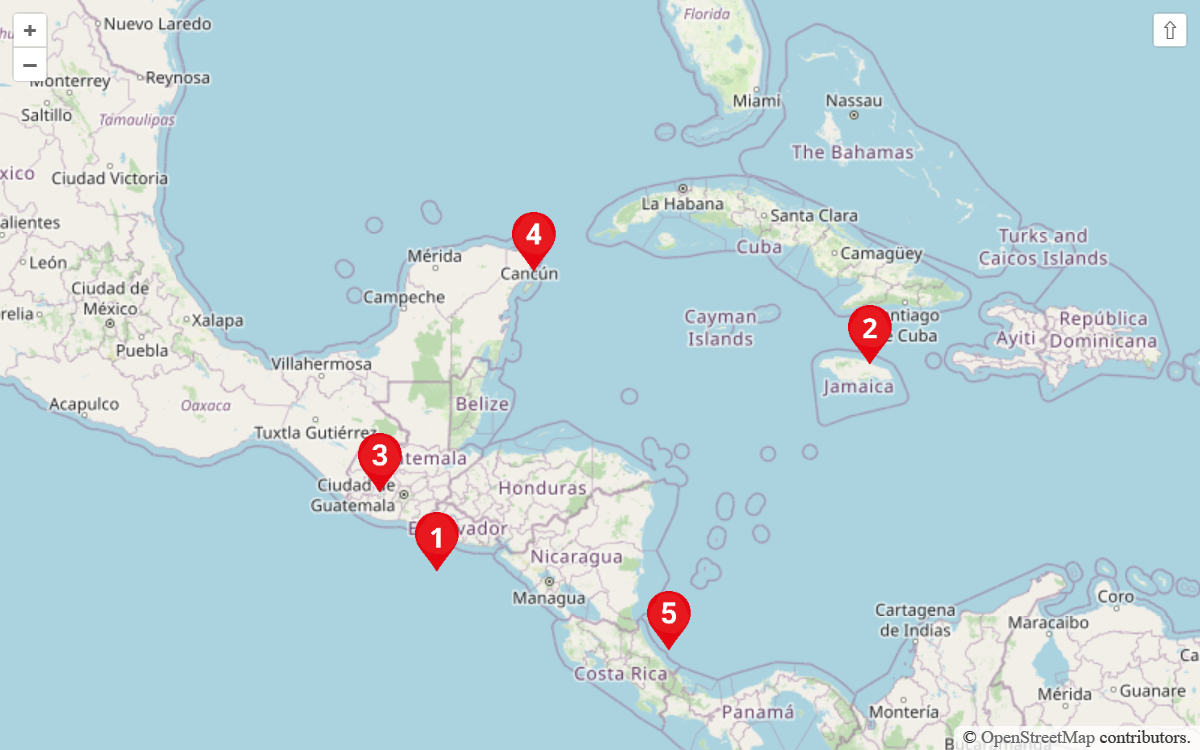 Florida
Nuevo Laredo
+
⇧
−
Monterrey
Reynosa
Miami
Nassau
Saltillo
Tamaulipas
The Bahamas
xico
Ciudad Victoria
La Habana
Santa Clara
alientes
4
Turks and
Caicos Islands
Cuba
Camagüey
Mérida
León
Cancún
Ciudad de
México
Campeche
relia
Xalapa
Cayman
Islands
2
ntiago
e Cuba
República
Dominicana
Ayiti
Puebla
Villahermosa
Jamaica
Acapulco
Oaxaca
Belize
Tuxtla Gutiérrez
3
temala
Ciudad de
Guatemala
Honduras
1
E
vador
Nicaragua
Managua
Coro
5
Cartagena
de Indias
Maracaibo
Ca
Costa Rica
Mérida
Guanare
Panamá
Montería
© OpenStreetMap contributors.